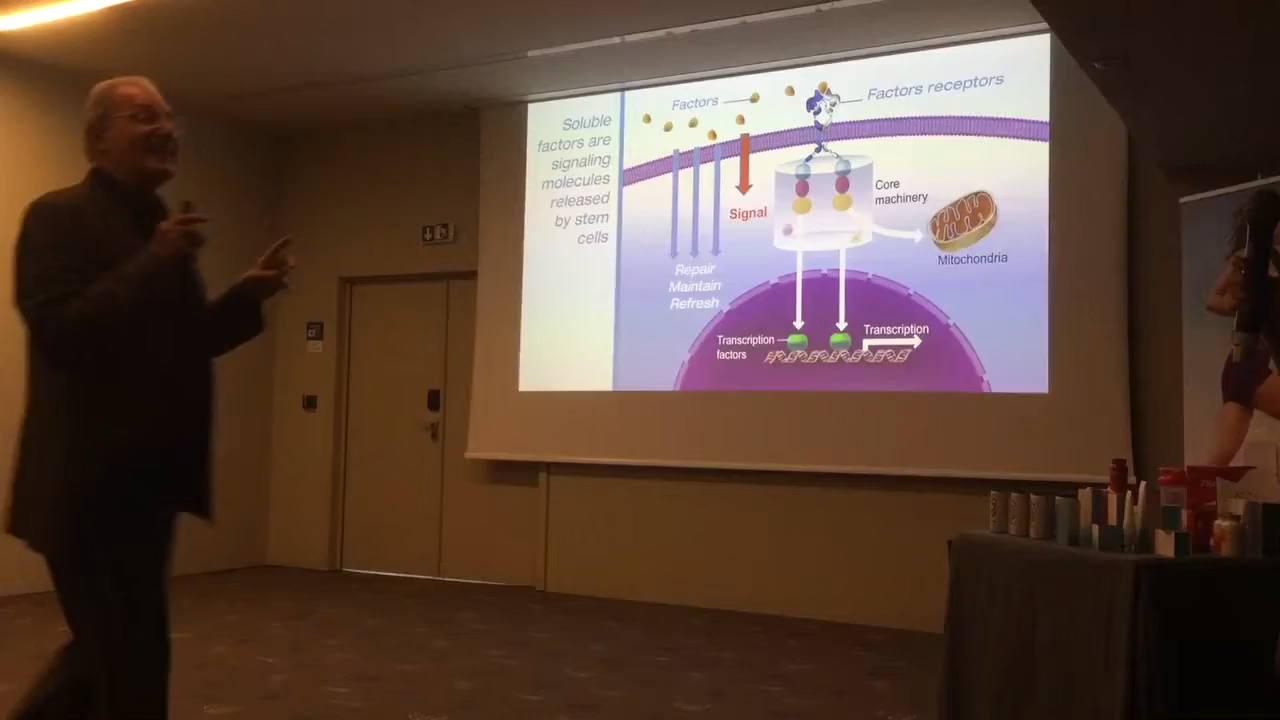 Soluble
factors are
signaling
molecules
released
by stem
cells
Factors
Factors receptors
Signal
Core
machinery
Mitochondria
Repair
Maintain
Refresh
Transcription
factors
Transcription